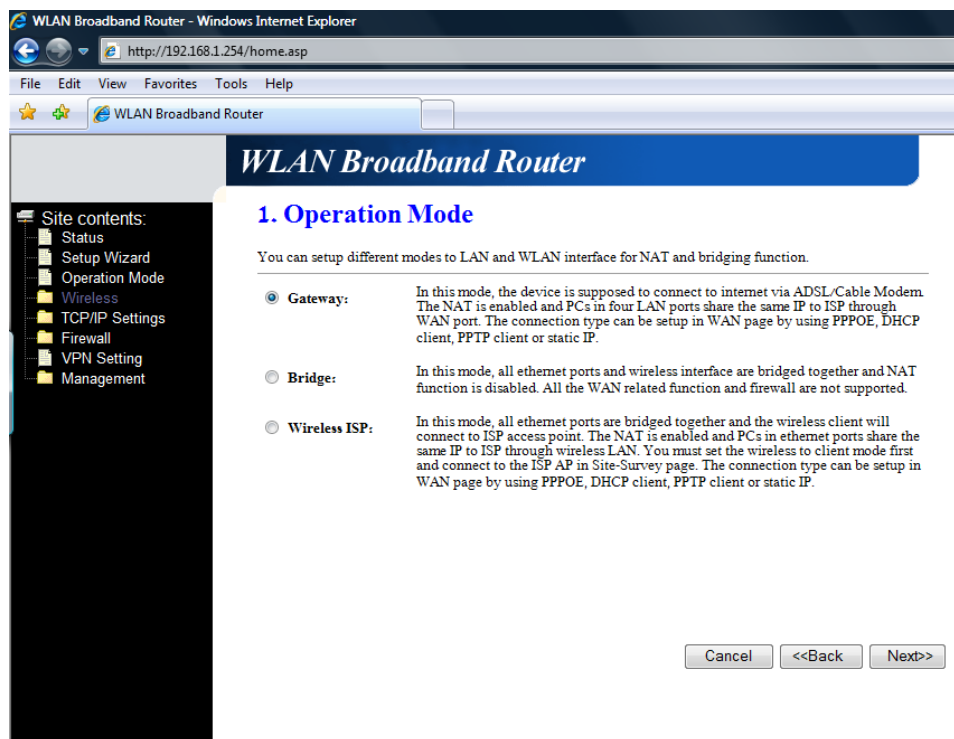 WLAN Broadband Router - Windows Internet Explorer
http://192.168.1.254/home.asp
File Edit View Favorites Tools Help
WLAN Broadband Router
WLAN Broadband Router
Site contents:
Status
Setup Wizard
Operation Mode
Wireless
TCP/IP Settings
Firewall
VPN Setting
Management
1. Operation Mode
You can setup different modes to LAN and WLAN interface for NAT and bridging function.
Gateway:
In this mode, the device is supposed to connect to internet via ADSL/Cable Modem.
The NAT is enabled and PCs in four LAN ports share the same IP to ISP through
WAN port. The connection type can be setup in WAN page by using PPPOE, DHCP
client, PPTP client or static IP.
Bridge:
In this mode, all ethernet ports and wireless interface are bridged together and NAT
function is disabled. All the WAN related function and firewall are not supported.
Wireless ISP:
In this mode, all ethernet ports are bridged together and the wireless client will
connect to ISP access point. The NAT is enabled and PCs in ethernet ports share the
same IP to ISP through wireless LAN. You must set the wireless to client mode first
and connect to the ISP AP in Site-Survey page. The connection type can be setup in
WAN page by using PPPOE, DHCP client, PPTP client or static IP.
Cancel <<Back Next>>